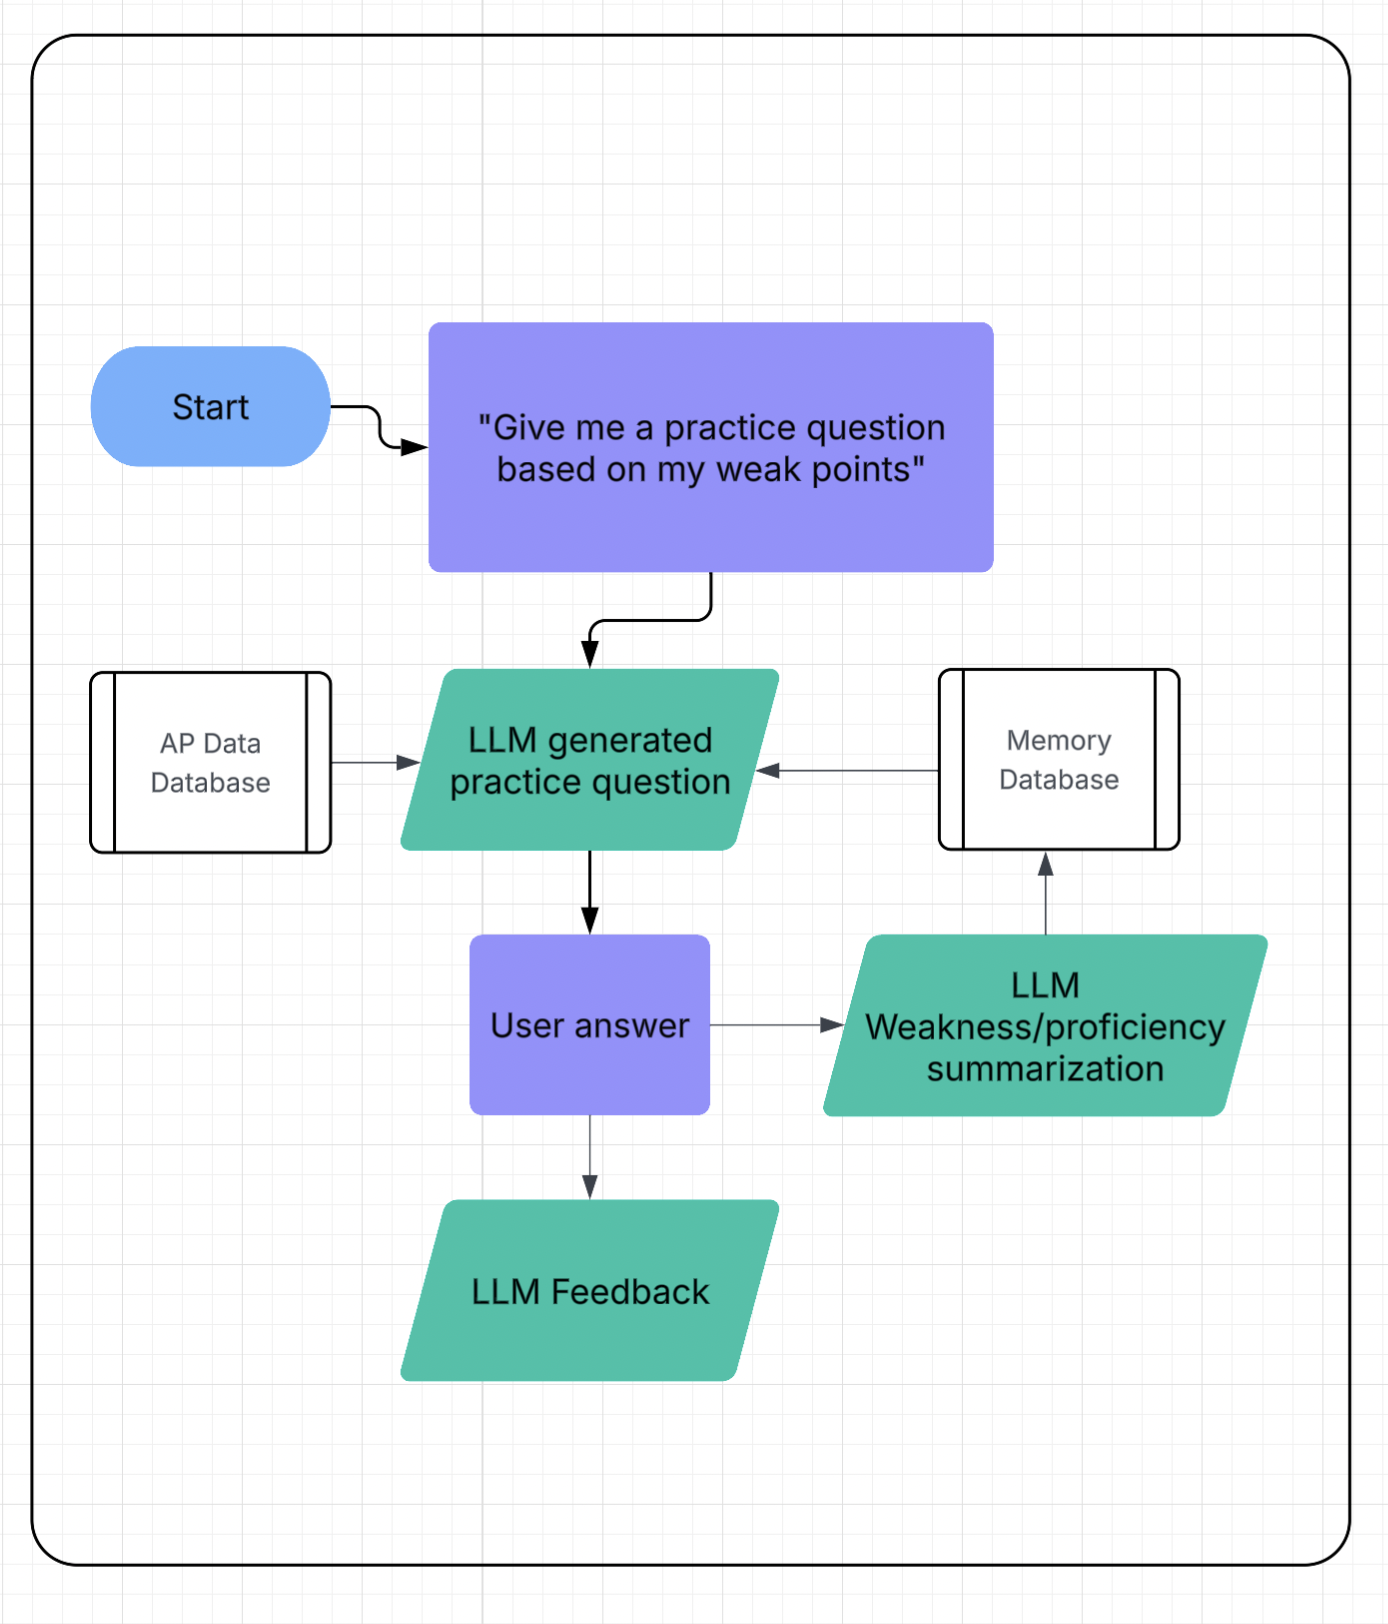 Start
"Give me a practice question
based on my weak points"
AP Data
Database
LLM generated
practice question
Memory
Database
User answer
LLM
Weakness/proficiency
summarization
LLM Feedback